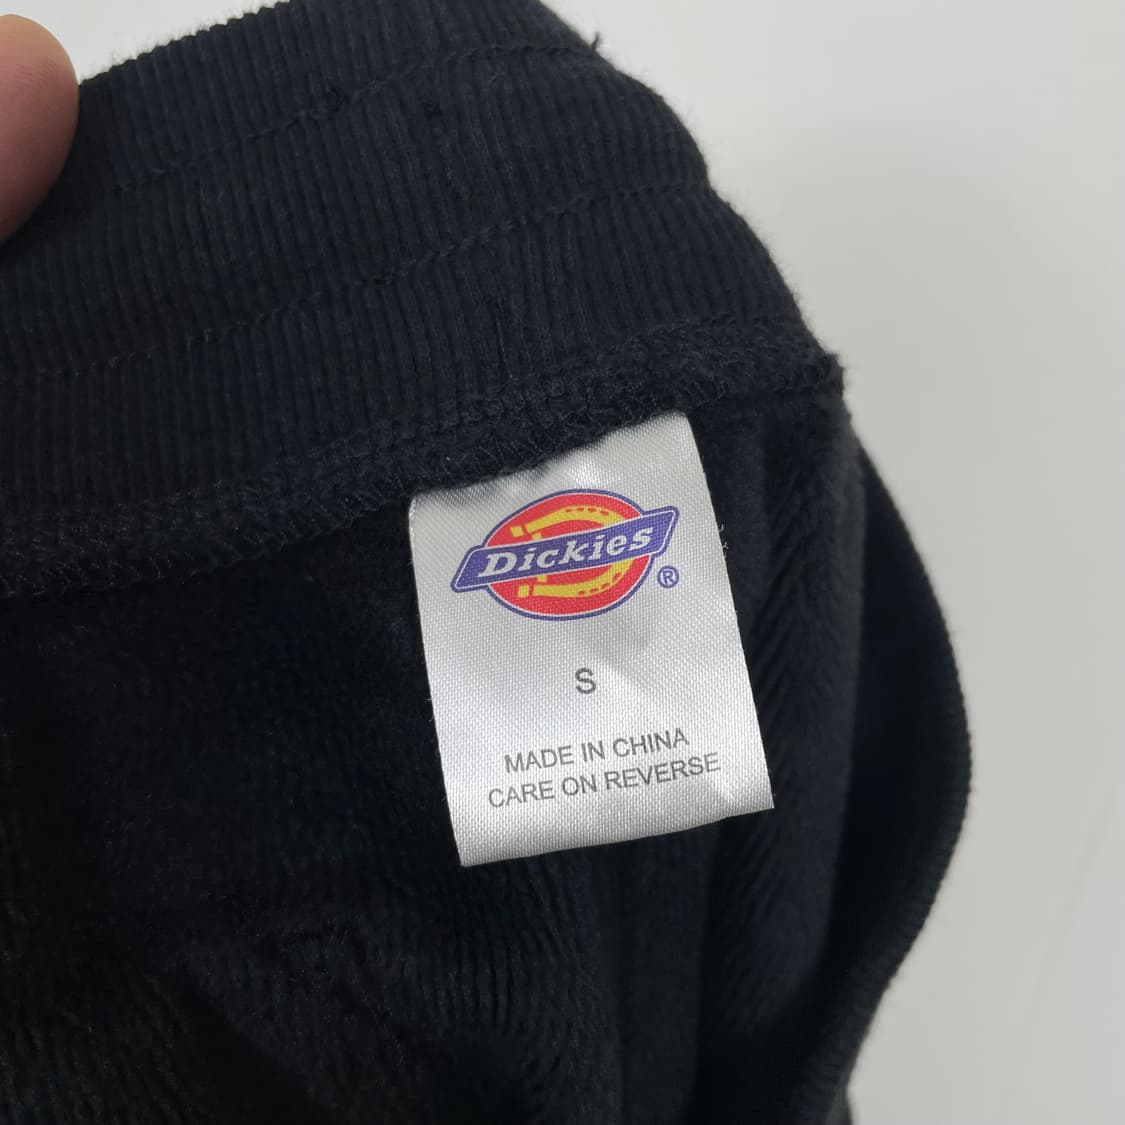 Dickies
®
S
MADE IN CHINA
CARE ON REVERSE